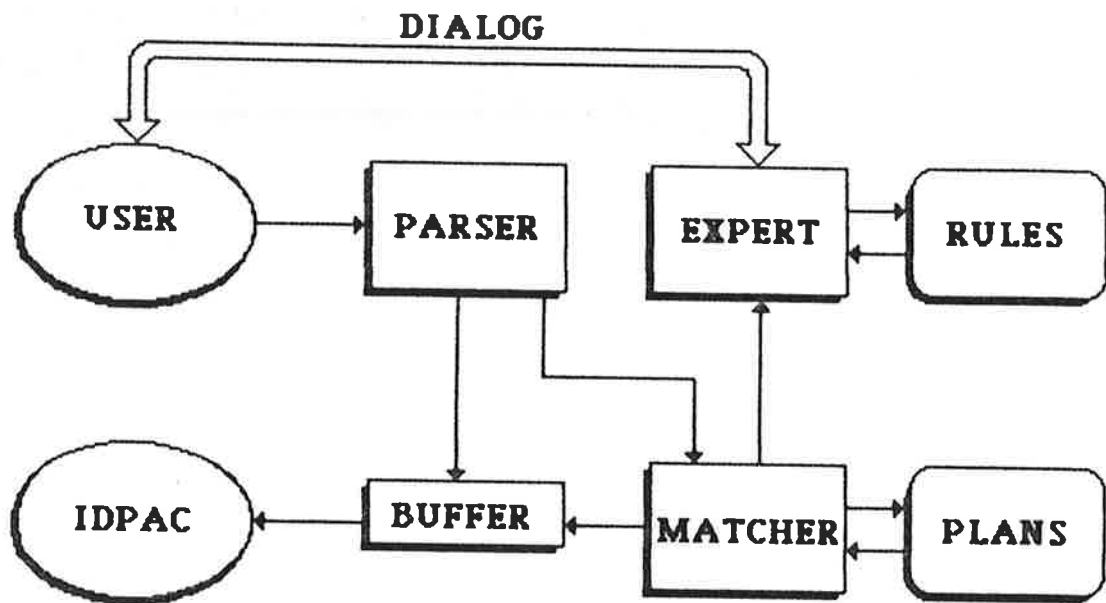 DIALOG
USER
PARSER
EXPERT
RULES
IDPAC
BUFFER
MATCHER
PLANS